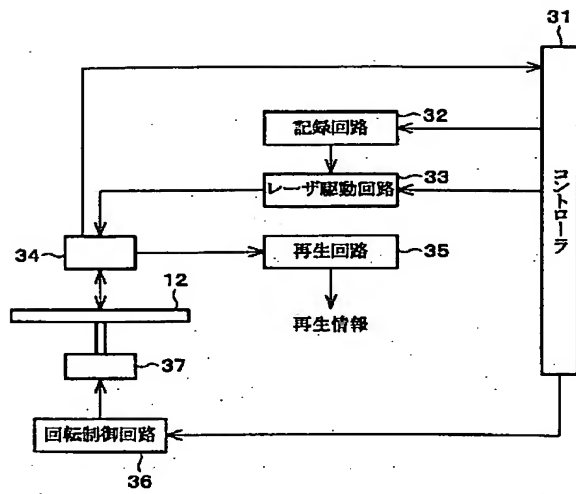 31
32
記録回路
33
レーザ駆動回路
コントローラ
34
再生回路
35
12
再生情報
37
回転制御回路
36